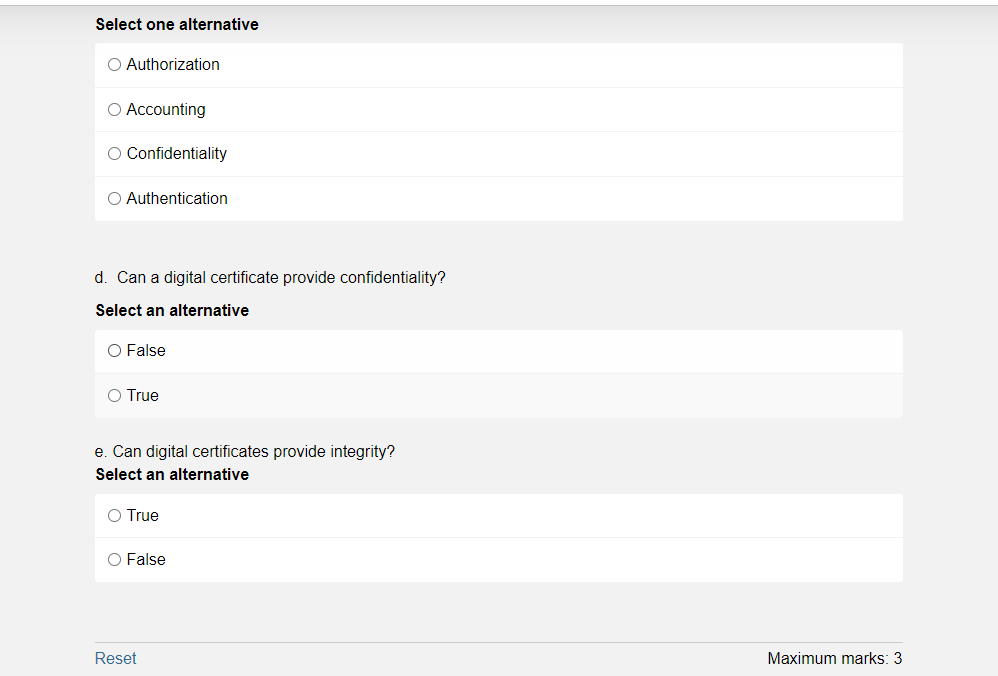 Select one alternative
Authorization
Accounting
Confidentiality
Authentication
d. Can a digital certificate provide confidentiality?
Select an alternative
False
True
e. Can digital certificates provide integrity?
Select an alternative
True
False
Reset
Maximum marks: 3